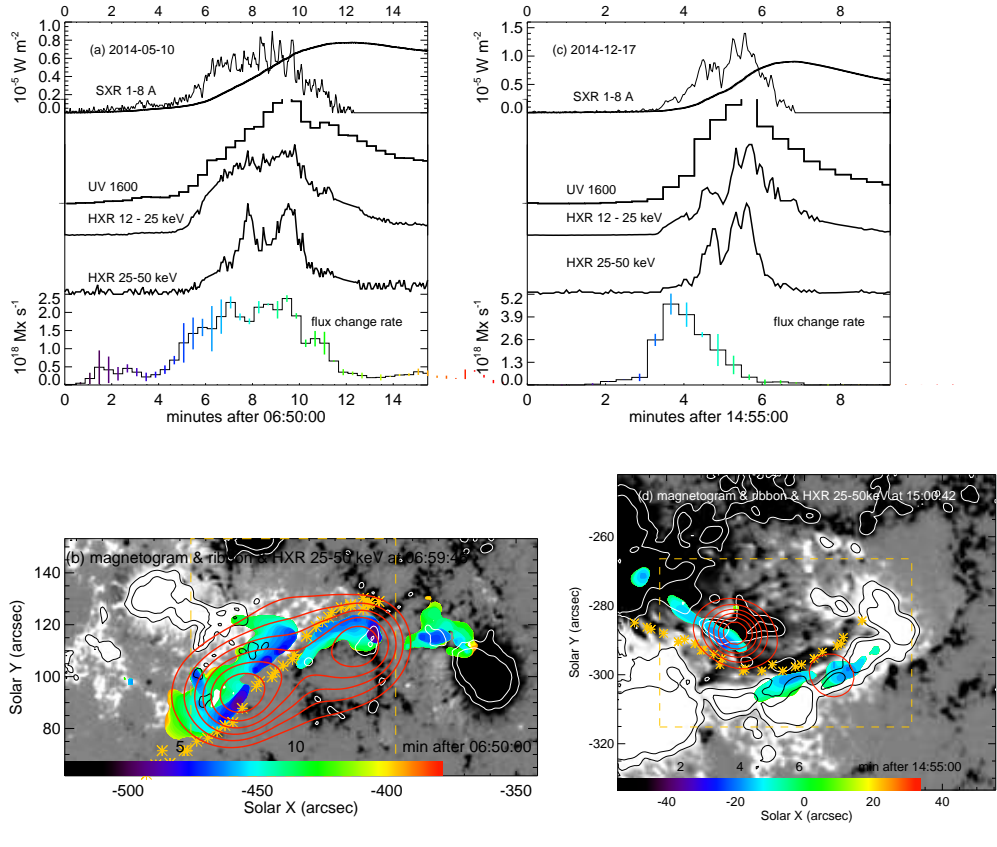 0 2 4 6 8 10 12 14
1.0
0.8
0.6
0.4
0.2
0.0
10⁻⁵ W m⁻²
(a) 2014-05-10
SXR 1-8 A
UV 1600
HXR 12 - 25 keV
HXR 25-50 keV
2.5
2.0
1.5
1.0
0.5
0.0
10¹⁸ Mx s⁻¹
flux change rate
0 2 4 6 8 10 12 14
minutes after 06:50:00
0 2 4 6 8
1.5
1.0
0.5
0.0
10⁻⁵ W m⁻²
(c) 2014-12-17
SXR 1-8 A
UV 1600
HXR 12 - 25 keV
HXR 25-50 keV
5.2
3.9
2.6
1.3
0.0
10¹⁸ Mx s⁻¹
flux change rate
0 2 4 6 8
minutes after 14:55:00
(b) magnetogram & ribbon & HXR 25-50 keV at 06:59:4
140
120
100
80
Solar Y (arcsec)
5 10 min after 06:50:00
-500 -450 -400 -350
Solar X (arcsec)
(d) magnetogram & ribbon & HXR 25-50keV at 15:00:42
-260
-280
-300
-320
Solar Y (arcsec)
2 4 6 min after 14:55:00
-40 -20 0 20 40
Solar X (arcsec)